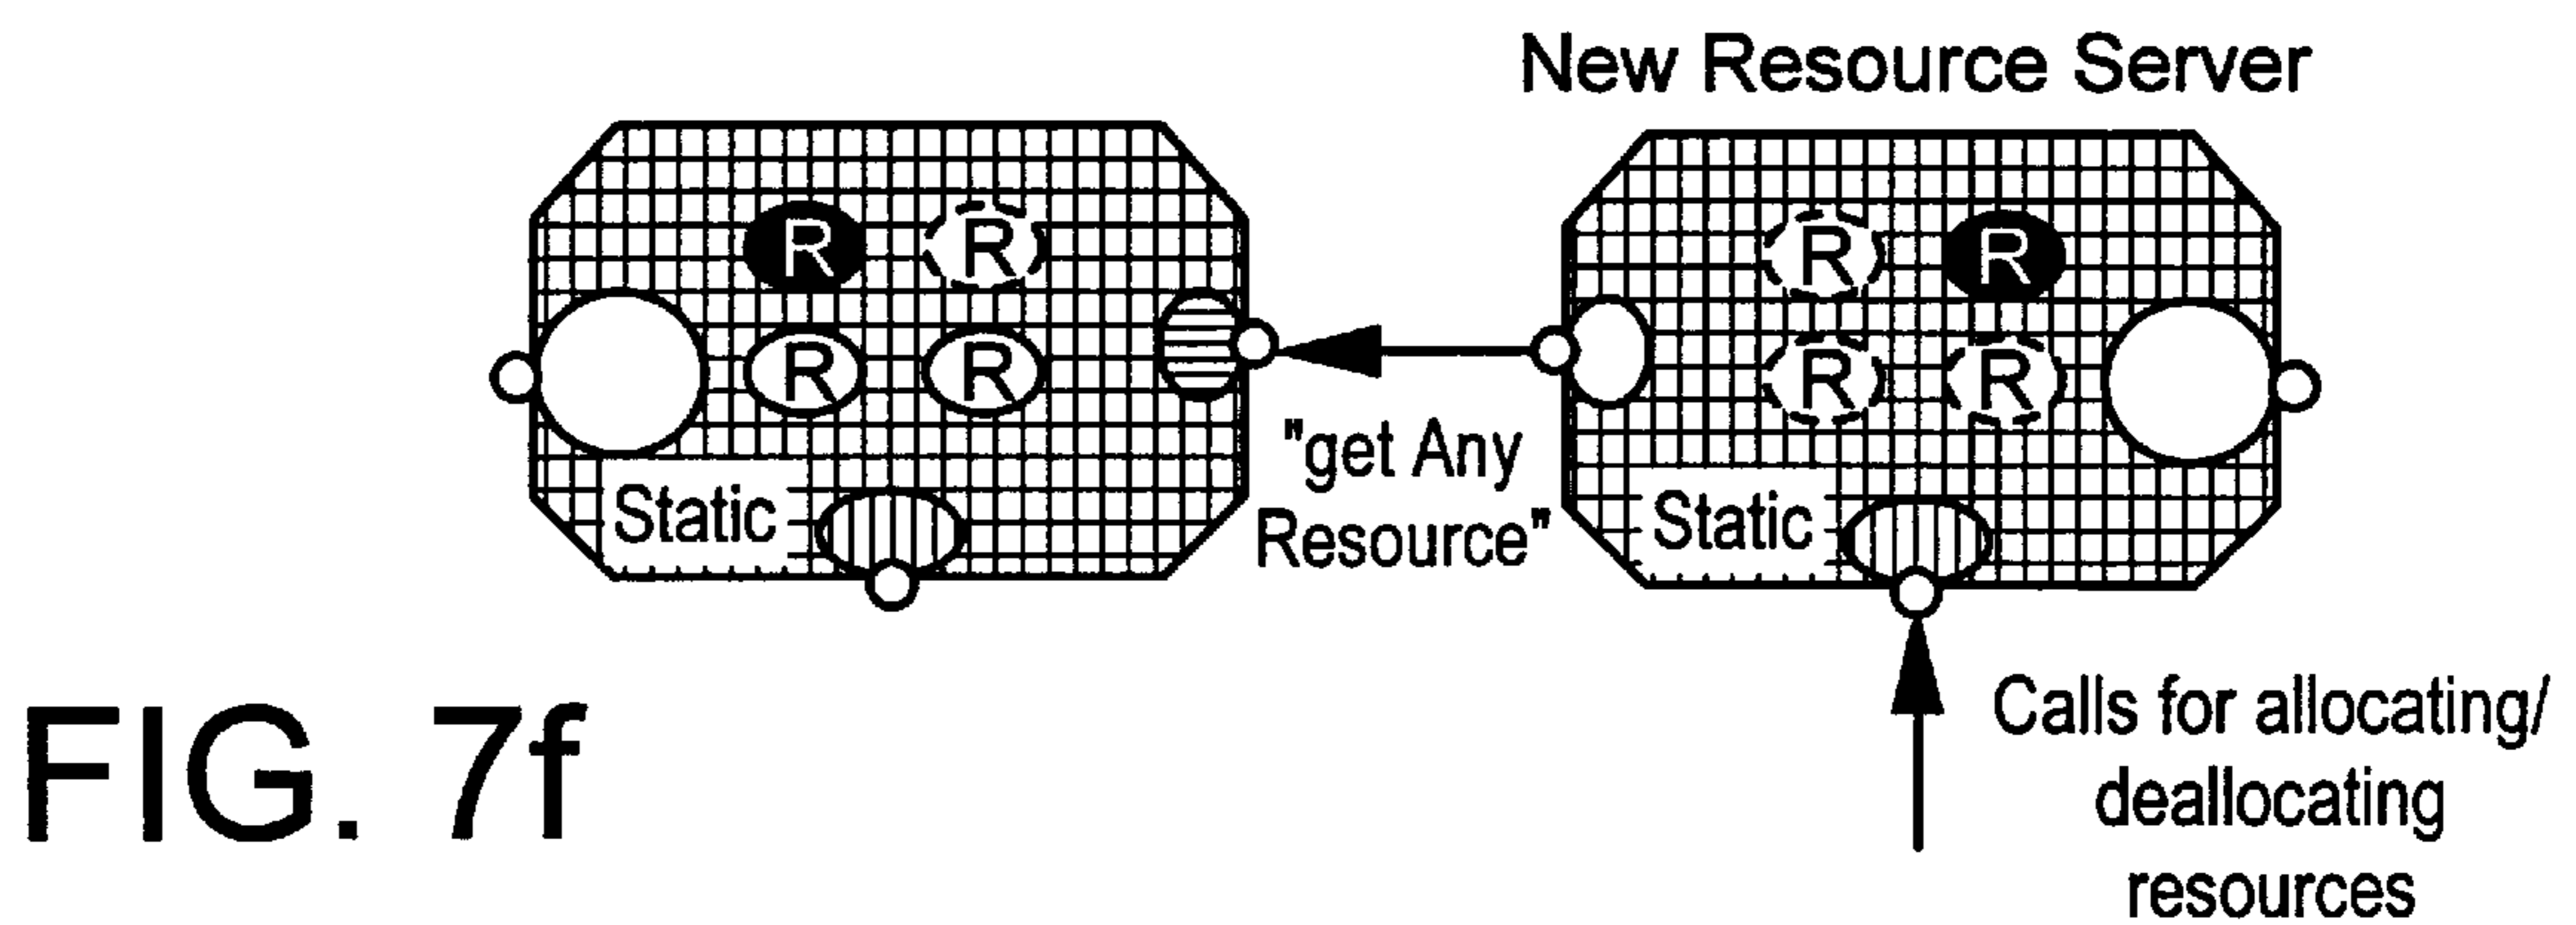 New Resource Server
R R
R R
Static
"get Any
Resource"
R R
R R
Static
Calls for allocating/
deallocating
resources
FIG. 7f